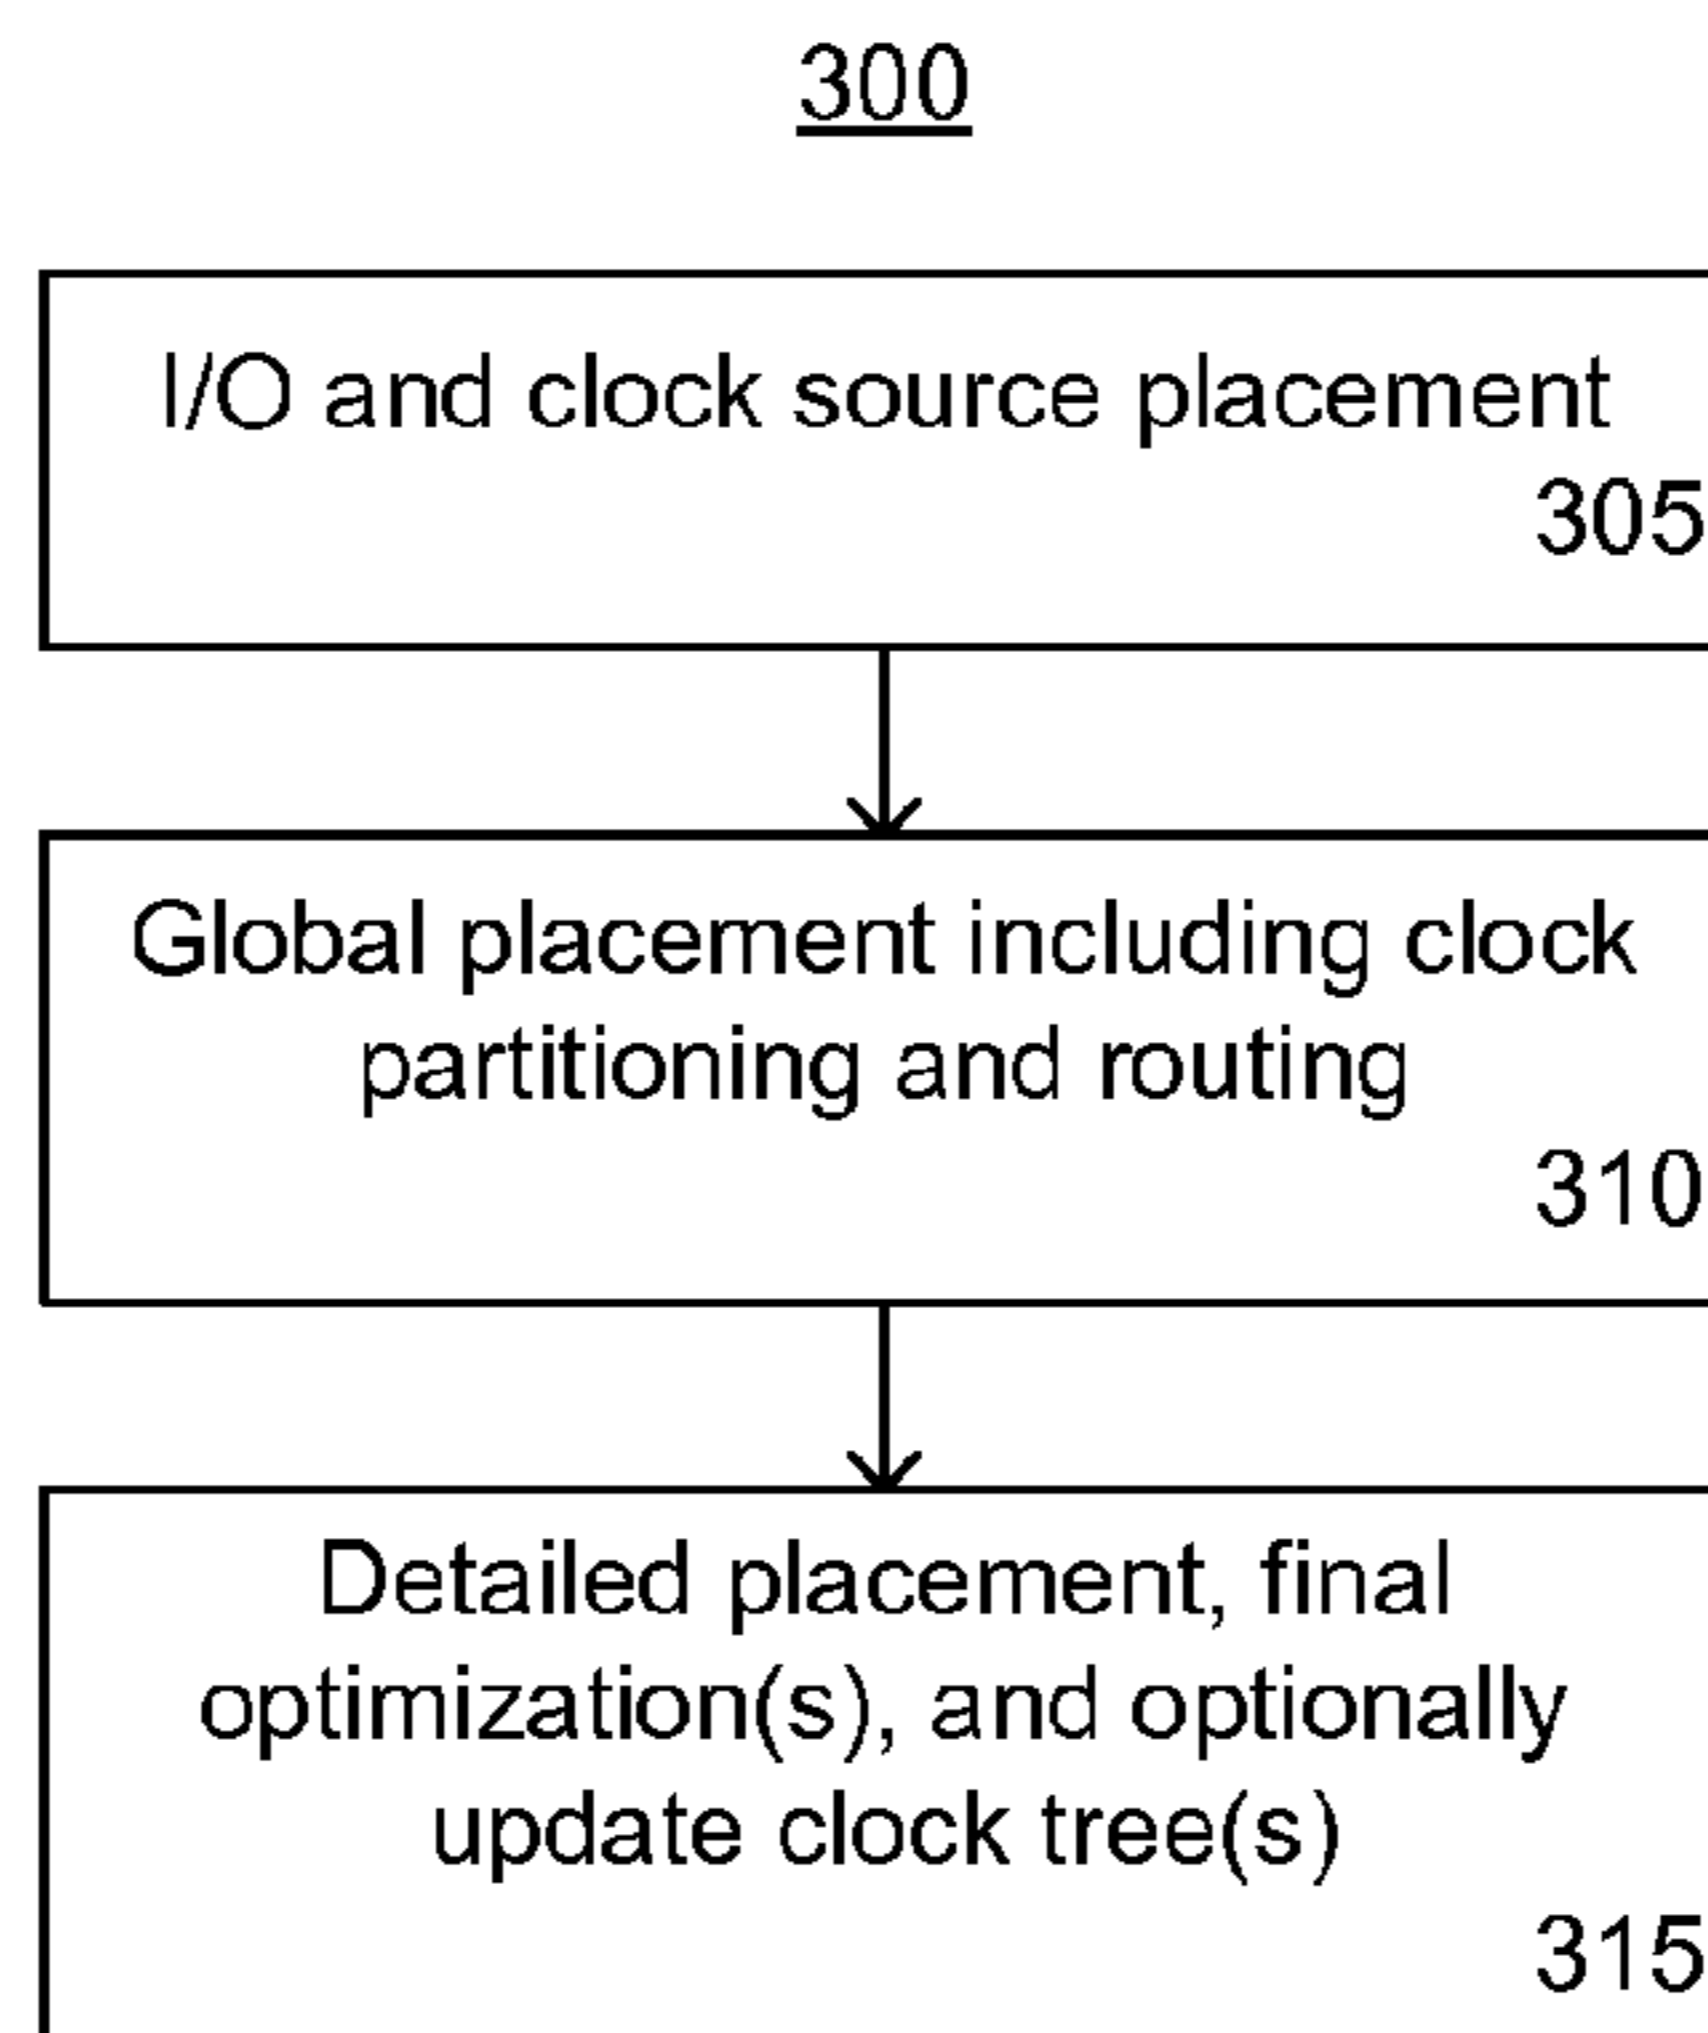 300
I/O and clock source placement
305
Global placement including clock
partitioning and routing
310
Detailed placement, final
optimization(s), and optionally
update clock tree(s)
315